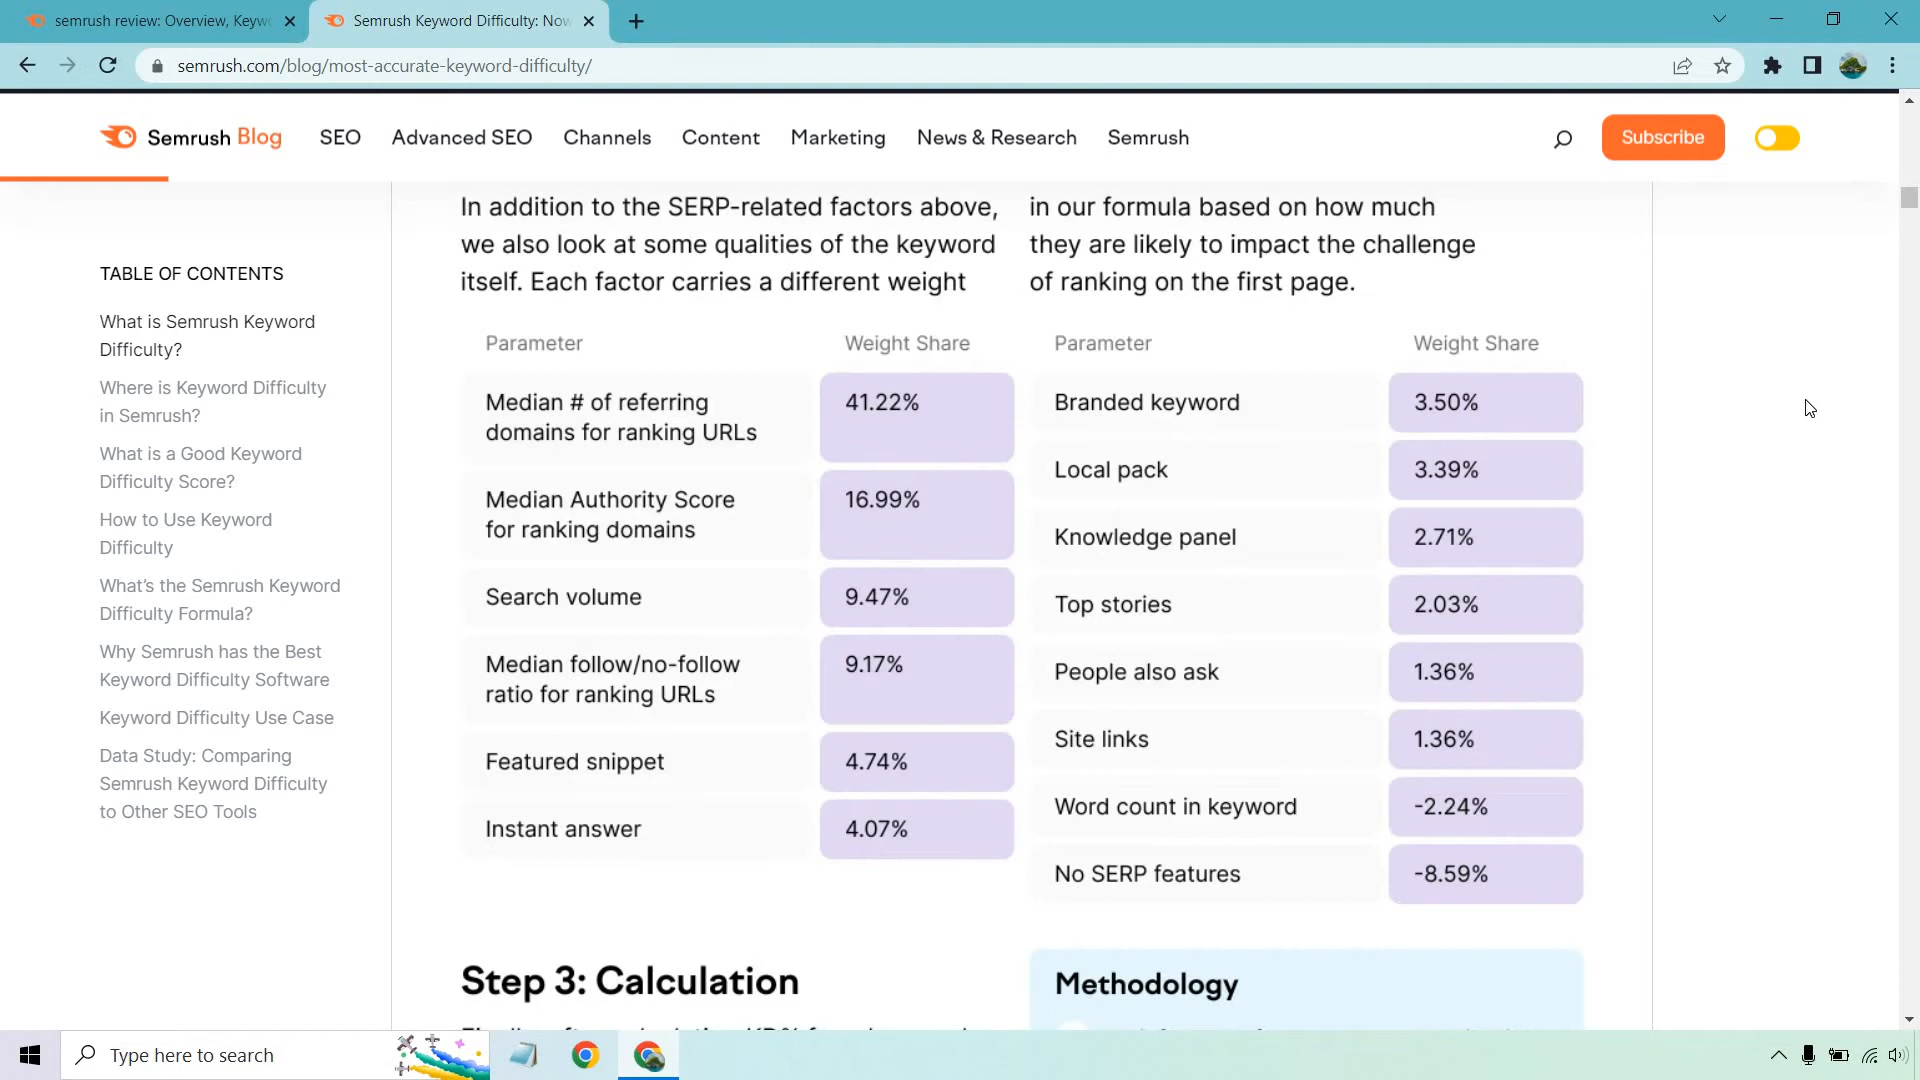 semrush review: Overview, Keyw
Semrush Keyword Difficulty: Now
semrush.com/blog/most-accurate-keyword-difficulty/
Semrush Blog
SEO
Advanced SEO
Channels
Content
Marketing
News & Research
Semrush
Subscribe
TABLE OF CONTENTS
What is Semrush Keyword
Difficulty?
Where is Keyword Difficulty
in Semrush?
What is a Good Keyword
Difficulty Score?
How to Use Keyword
Difficulty
What's the Semrush Keyword
Difficulty Formula?
Why Semrush has the Best
Keyword Difficulty Software
Keyword Difficulty Use Case
Data Study: Comparing
Semrush Keyword Difficulty
to Other SEO Tools
In addition to the SERP-related factors above,
we also look at some qualities of the keyword
itself. Each factor carries a different weight
in our formula based on how much
they are likely to impact the challenge
of ranking on the first page.
Parameter Weight Share
Median # of referring
domains for ranking URLs
41.22%
Median Authority Score
for ranking domains
16.99%
Search volume 9.47%
Median follow/no-follow
ratio for ranking URLs
9.17%
Featured snippet 4.74%
Instant answer 4.07%
Parameter Weight Share
Branded keyword 3.50%
Local pack 3.39%
Knowledge panel 2.71%
Top stories 2.03%
People also ask 1.36%
Site links 1.36%
Word count in keyword -2.24%
No SERP features -8.59%
Step 3: Calculation
Methodology
Type here to search